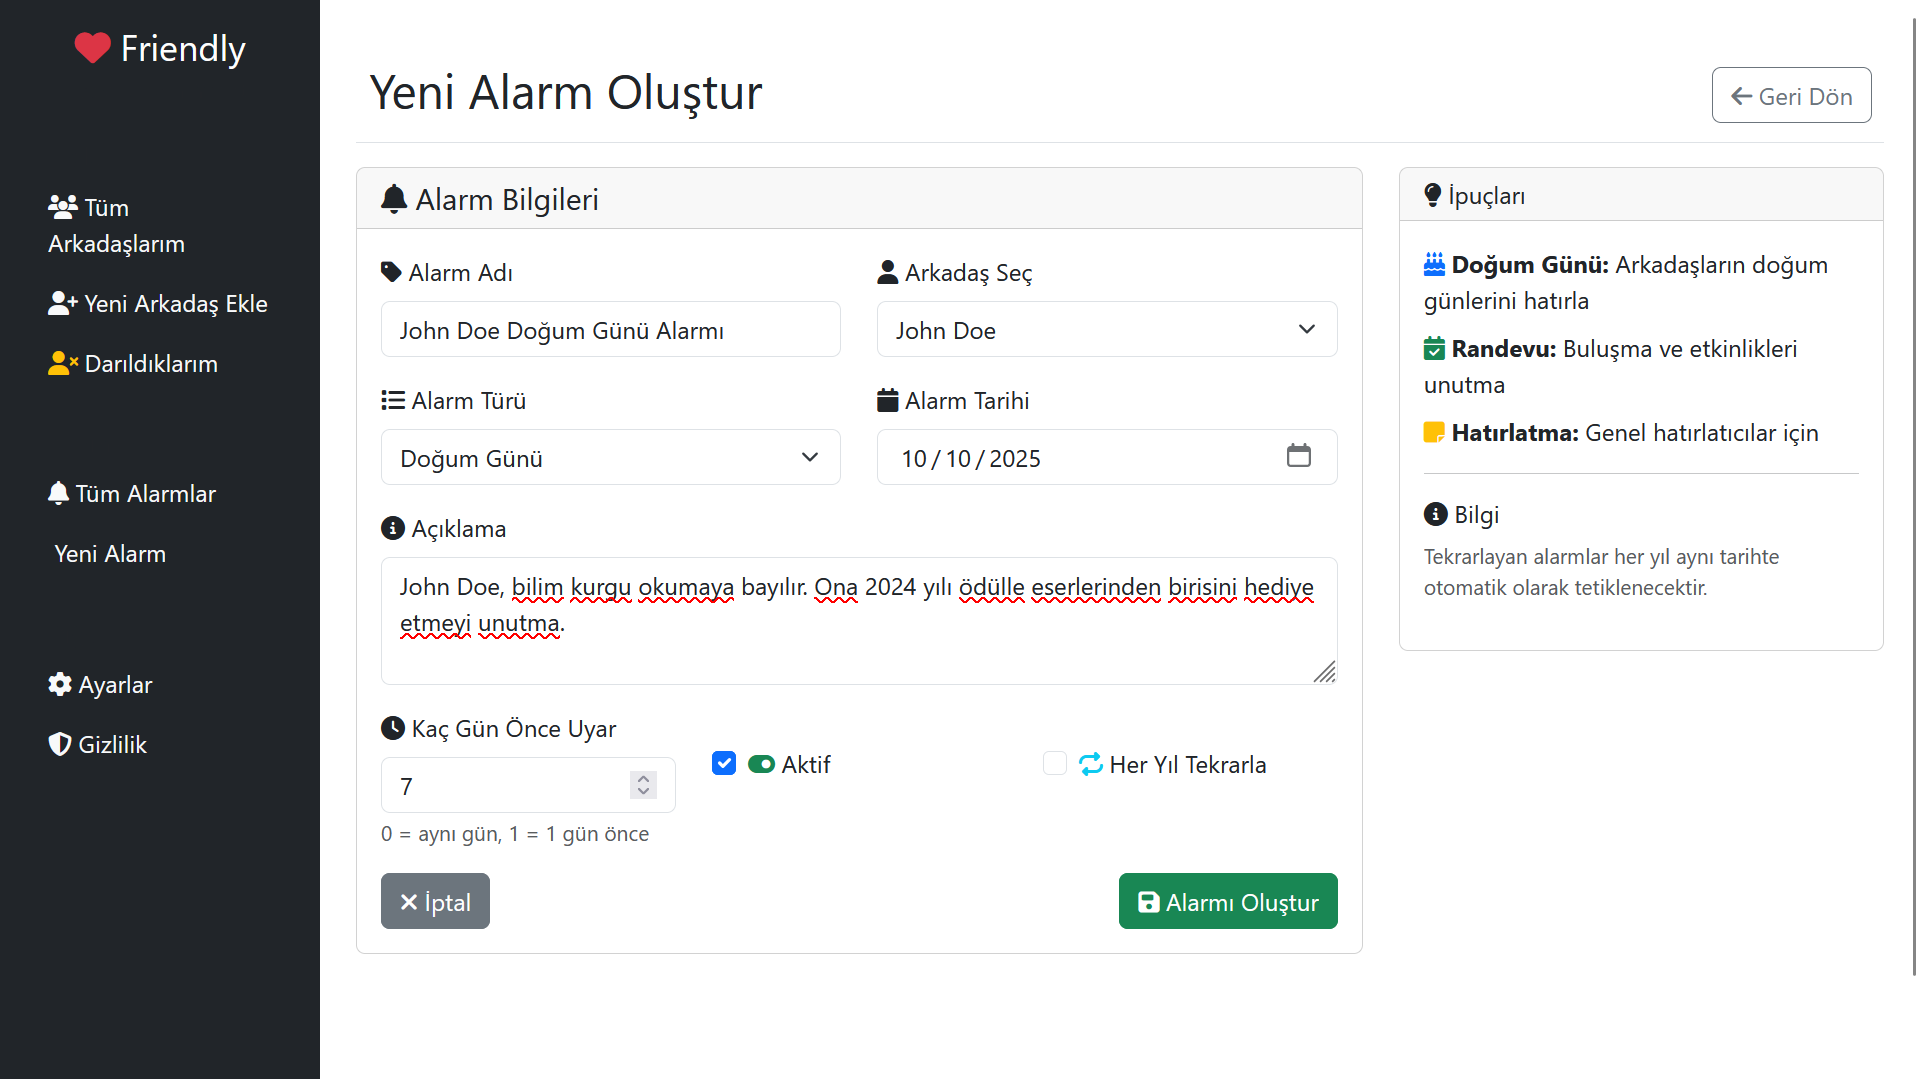 Friendly
Tüm
Arkadaşlarım
Yeni Arkadaş Ekle
Darıldıklarım
Tüm Alarmlar
Yeni Alarm
Ayarlar
Gizlilik
Yeni Alarm Oluştur
Geri Dön
Alarm Bilgileri
Alarm Adı
John Doe Doğum Günü Alarmı
Arkadaş Seç
John Doe
Alarm Türü
Doğum Günü
Alarm Tarihi
10/10/2025
Açıklama
John Doe, bilim kurgu okumaya bayılır. Ona 2024 yılı ödülle eserlerinden birisini hediye
etmeyi unutma.
Kaç Gün Önce Uyar
7
0 = aynı gün, 1 = 1 gün önce
Aktif
Her Yıl Tekrarla
İptal
Alarmı Oluştur
İpuçları
Doğum Günü: Arkadaşların doğum
günlerini hatırla
Randevu: Buluşma ve etkinlikleri
unutma
Hatırlatma: Genel hatırlatıcılar için
Bilgi
Tekrarlayan alarmlar her yıl aynı tarihte
otomatik olarak tetiklenecektir.